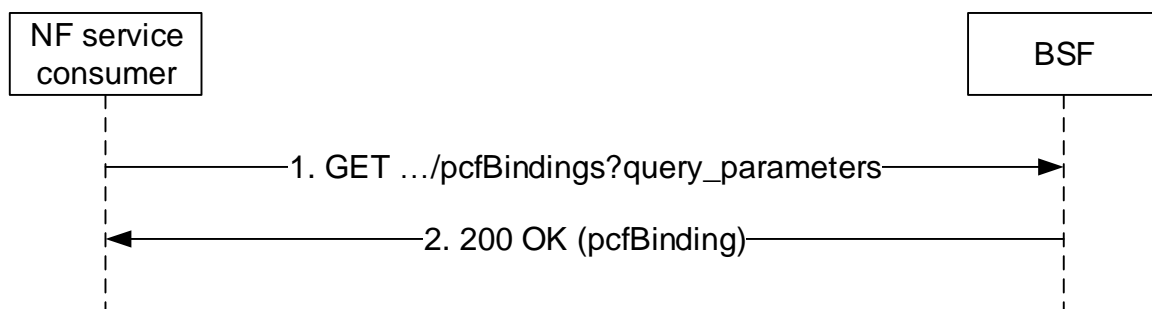 NF service
consumer
BSF
1. GET …/pcfBindings?query_parameters
2. 200 OK (pcfBinding)